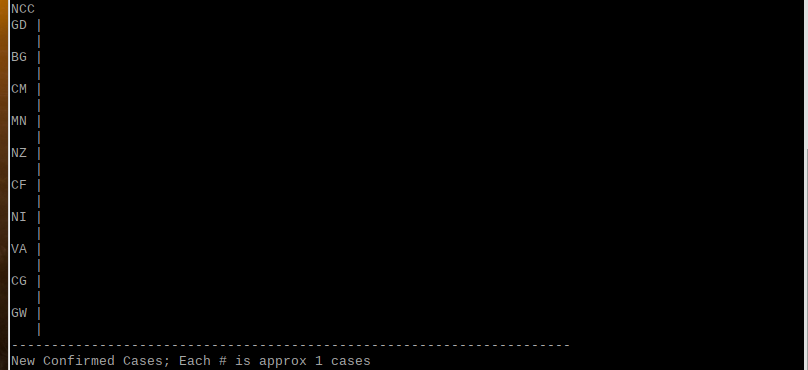 NCC
GD |
|
BG |
|
CM |
|
MN |
|
NZ |
|
CF |
|
NI |
|
VA |
|
CG |
|
GW |
|
----------------------------------------------------------------------
New Confirmed Cases; Each # is approx 1 cases